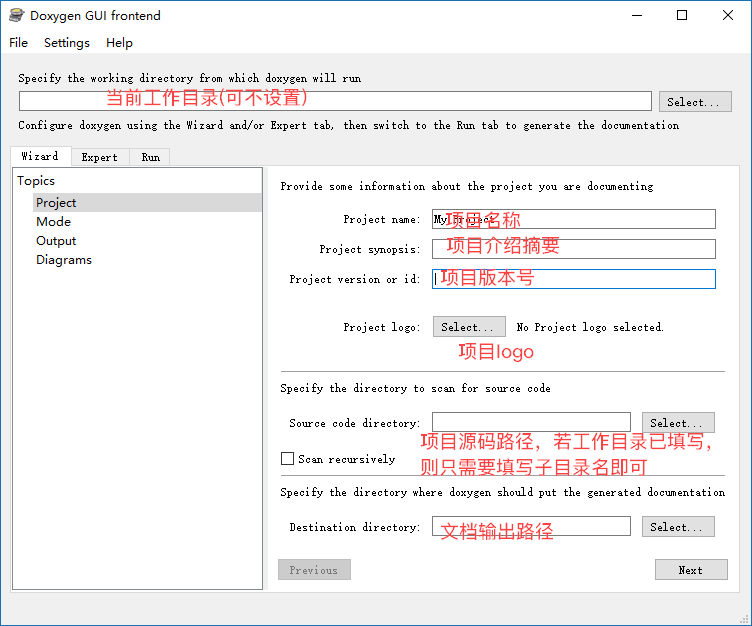 Doxygen GUI frontend
File Settings Help
Specify the working directory from which doxygen will run
当前工作目录(可不设置)
Select...
Configure doxygen using the Wizard and/or Expert tab, then switch to the Run tab to generate the documentation
Wizard Expert Run
Topics
Project
Mode
Output
Diagrams
Provide some information about the project you are documenting
Project name: My Project
项目名称
Project synopsis: 项目介绍摘要
Project version or id: 项目版本号
Project logo: Select... No Project logo selected.
项目logo
Specify the directory to scan for source code
Source code directory: Select...
项目源码路径，若工作目录已填写，
Scan recursively
则只需要填写子目录名即可
Specify the directory where doxygen should put the generated documentation
Destination directory: 文档输出路径 Select...
Previous Next